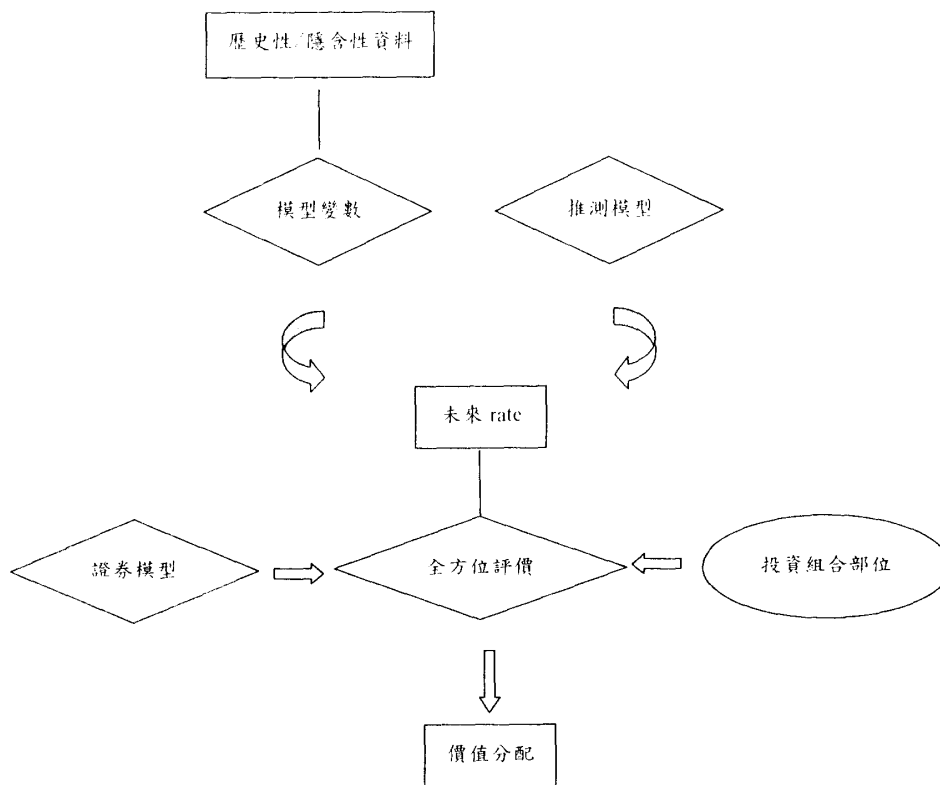 歷史性/隱含性資料
模型變數
推測模型
未來 rate
證券模型
全方位評價
投資組合部位
價值分配